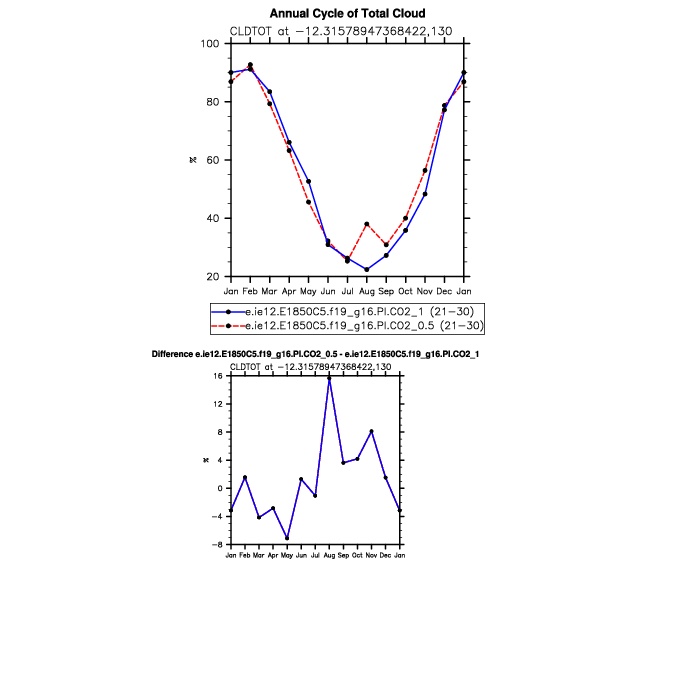 Annual Cycle of Total Cloud
CLDTOT at −12.31578947368422,130
100
80
60
40
20
%
Jan Feb Mar Apr May Jun Jul Aug Sep Oct Nov Dec Jan
e.ie12.E1850C5.f19_g16.PI.CO2_1 (21−30)
e.ie12.E1850C5.f19_g16.PI.CO2_0.5 (21−30)
Difference e.ie12.E1850C5.f19_g16.PI.CO2_0.5 - e.ie12.E1850C5.f19_g16.PI.CO2_1
CLDTOT at −12.31578947368422,130
16
12
8
4
0
−4
−8
%
Jan Feb Mar Apr May Jun Jul Aug Sep Oct Nov Dec Jan